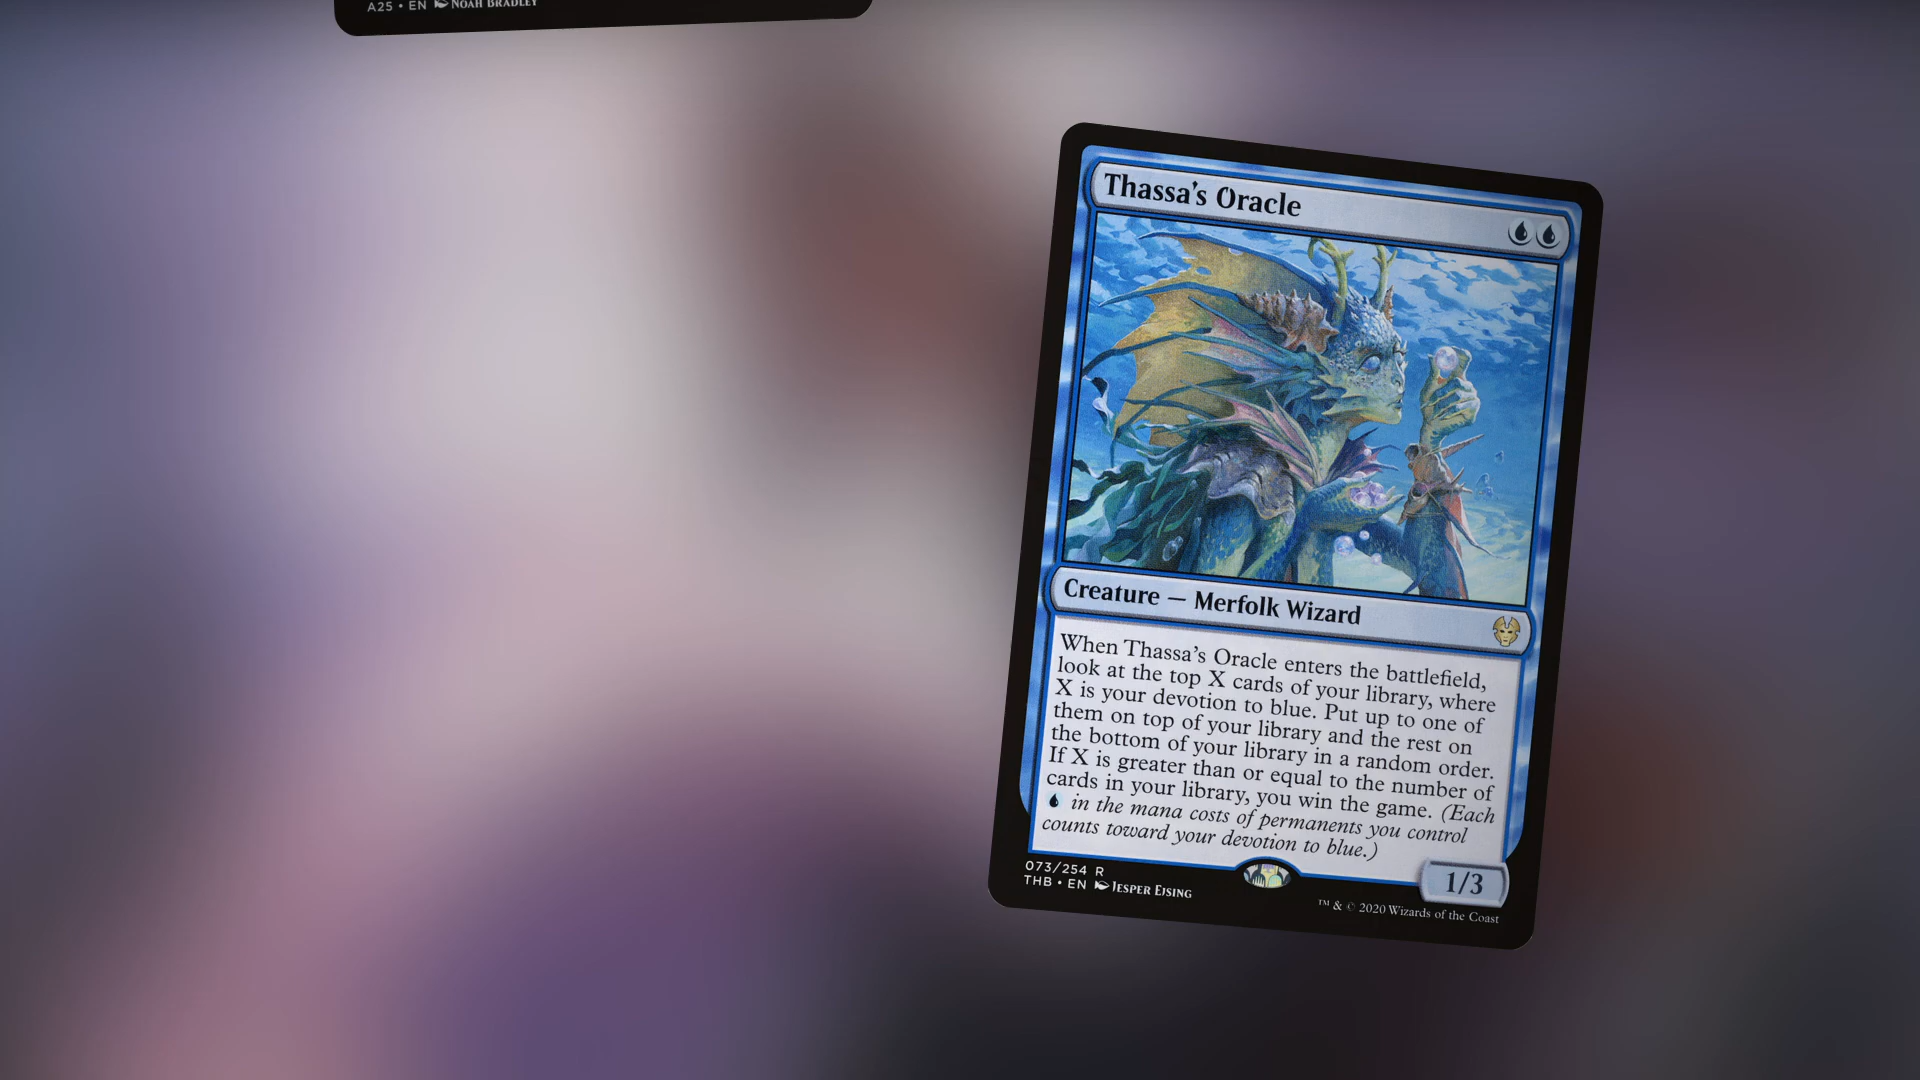 A25 • EN NOAH BRADLEY
Thassa's Oracle
Creature — Merfolk Wizard
When Thassa's Oracle enters the battlefield,
look at the top X cards of your library, where
X is your devotion to blue. Put up to one of
them on top of your library and the rest on
the bottom of your library in a random order.
If X is greater than or equal to the number of
cards in your library, you win the game. (Each
in the mana costs of permanents you control
counts toward your devotion to blue.)
1/3
073/254 R
THB • EN JESPER EJSING
™ & © 2020 Wizards of the Coast